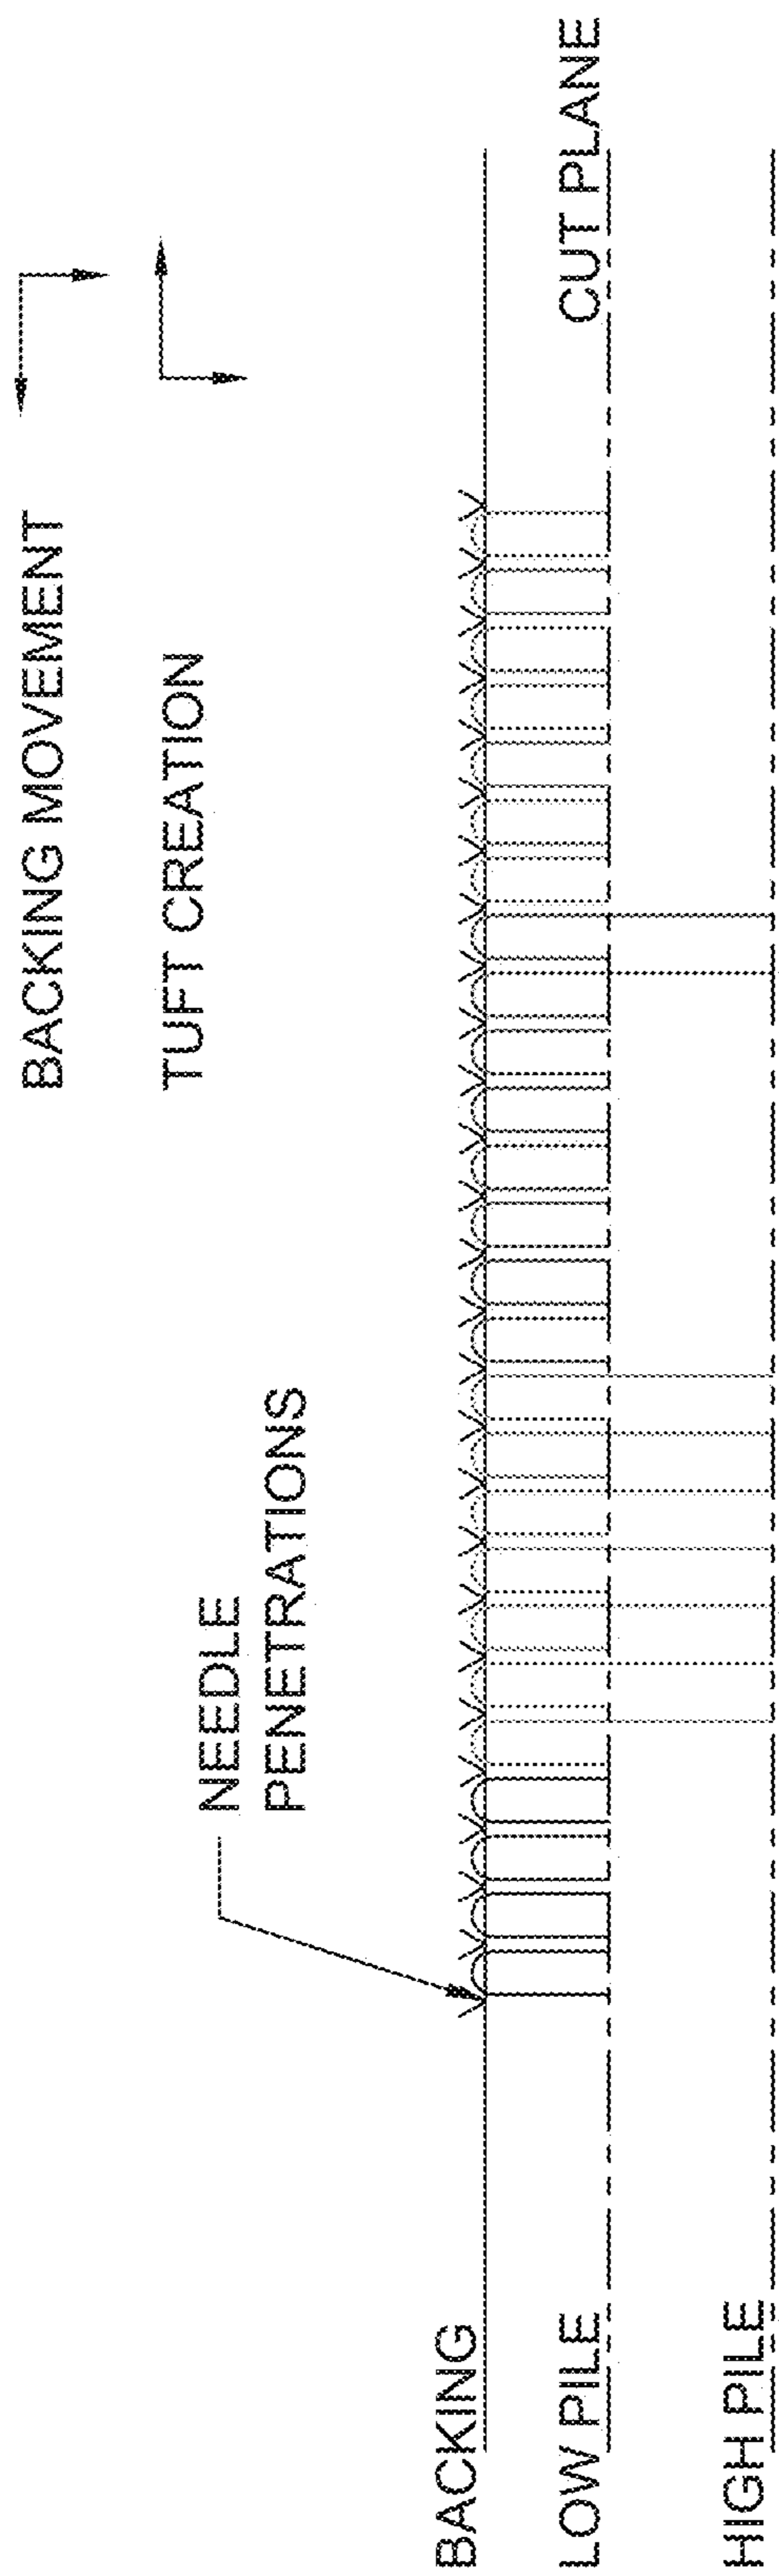 BACKING MOVEMENT
TUFT CREATION
NEEDLE
PENETRATIONS
BACKING
LOW PILE
CUT PLANE
HIGH PILE